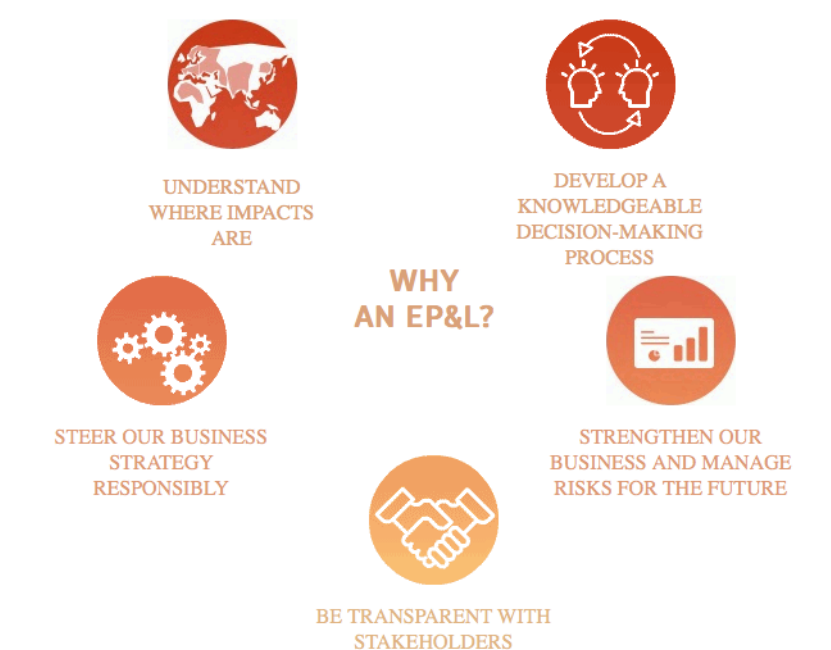 UNDERSTAND
WHERE IMPACTS
ARE
DEVELOP A
KNOWLEDGEABLE
DECISION-MAKING
PROCESS
WHY
AN EP&L?
STEER OUR BUSINESS
STRATEGY
RESPONSIBLY
STRENGTHEN OUR
BUSINESS AND MANAGE
RISKS FOR THE FUTURE
BE TRANSPARENT WITH
STAKEHOLDERS